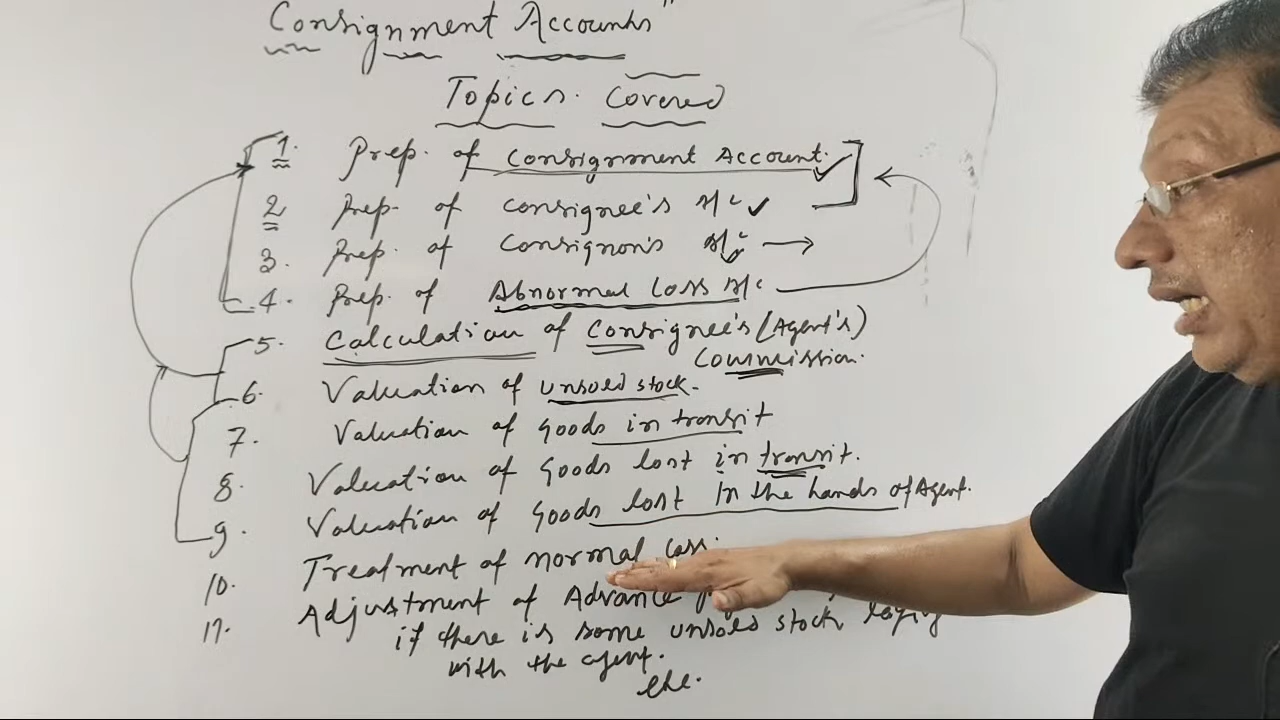 Consignment Accounts"
Topics Covered
1. Prep. of Consignment Account.
2 Prep. of Consignee's A/c
3. Prep. of Consignor's A/c
4. Prep. of Abnormal Loss A/c
5. Calculation of Consignee's (Agent's)
Commission.
6. Valuation of unsold stock.
7. Valuation of Goods in transit
8. Valuation of Goods lost in transit.
9. Valuation of Goods lost in the hands of Agent.
10. Treatment of normal loss.
11. Adjustment of Advance
if there is some unsold stock laying
with the agent.
etc.